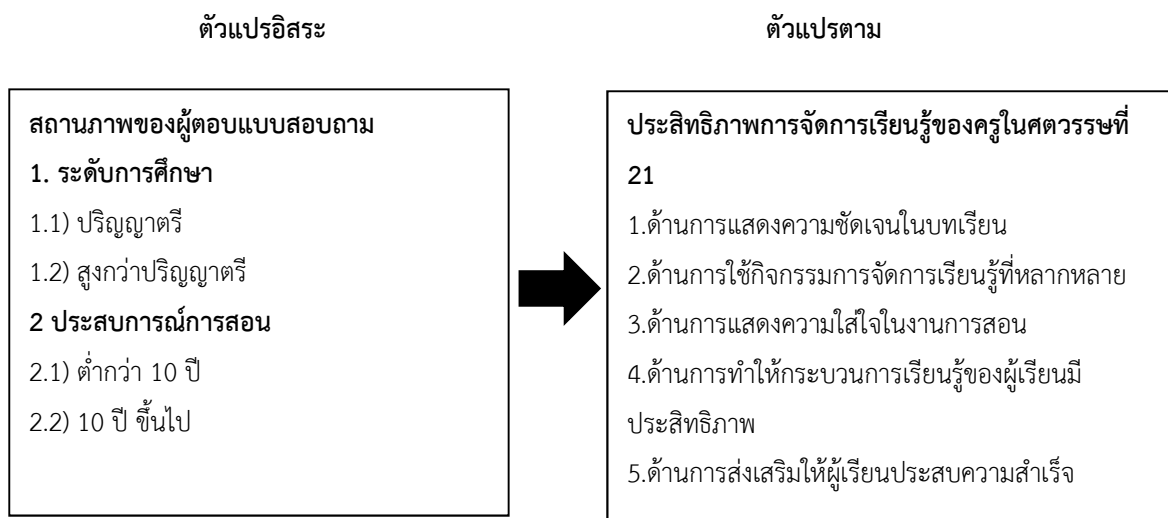 ตัวแปรอิสระ
ตัวแปรตาม
สถานภาพของผู้ตอบแบบสอบถาม
1. ระดับการศึกษา
1.1) ปริญญาตรี
1.2) สูงกว่าปริญญาตรี
2 ประสบการณ์การสอน
2.1) ต่ำกว่า 10 ปี
2.2) 10 ปี ขึ้นไป
ประสิทธิภาพการจัดการเรียนรู้ของครูในศตวรรษที่
21
1.ด้านการแสดงความชัดเจนในบทเรียน
2.ด้านการใช้กิจกรรมการจัดการเรียนรู้ที่หลากหลาย
3.ด้านการแสดงความใส่ใจในงานการสอน
4.ด้านการทำให้กระบวนการเรียนรู้ของผู้เรียนมี
ประสิทธิภาพ
5.ด้านการส่งเสริมให้ผู้เรียนประสบความสำเร็จ